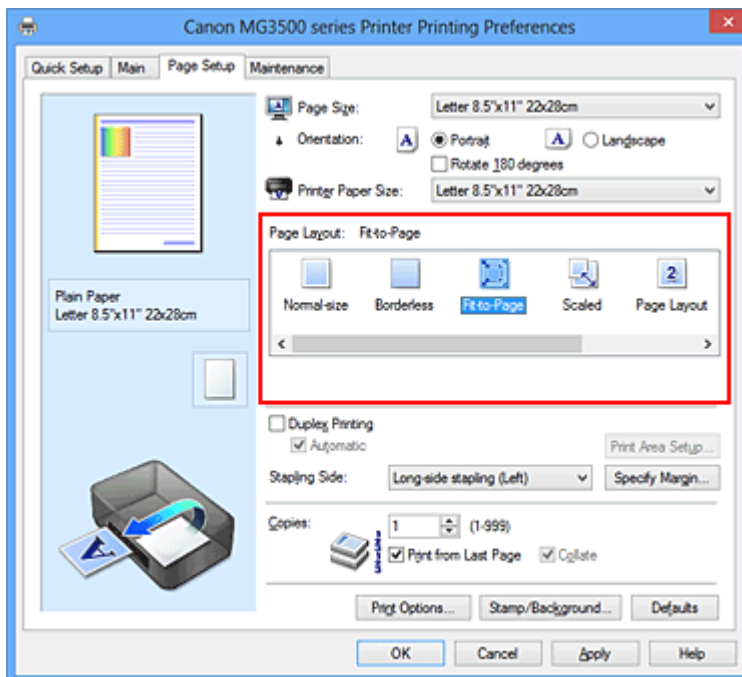 Canon MG3500 series Printer Printing Preferences
Quick Setup Main Page Setup Maintenance
Page Size: Letter 8.5"x11" 22x28cm
Orientation: A Portrait A Landscape
Rotate 180 degrees
Printer Paper Size: Letter 8.5"x11" 22x28cm
Page Layout: Fit-to-Page
2
Normal-size Borderless Fit-to-Page Scaled Page Layout
Plain Paper
Letter 8.5"x11" 22x28cm
Duplex Printing
Automatic
Print Area Setup...
Stapling Side: Long-side stapling (Left) Specify Margin...
Copies: 1 (1-999)
Print from Last Page Collate
A
Print Options... Stamp/Background... Defaults
OK Cancel Apply Help